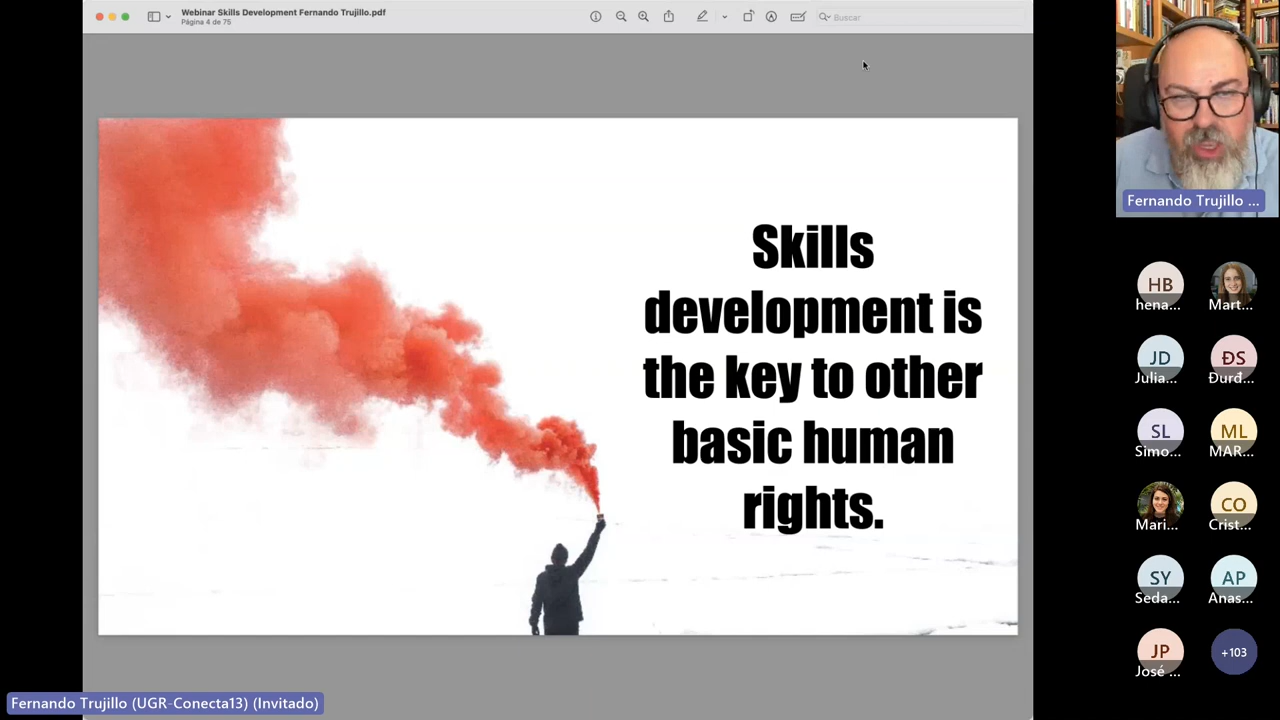 Webinar Skills Development Fernando Trujillo.pdf
Página 4 de 75
Buscar
Skills
development is
the key to other
basic human
rights.
Fernando Trujillo ...
HB
hena...
Mart...
JD
Julia...
ĐS
Đurđ...
SL
Simo...
ML
MAR...
Mari...
CO
Crist...
SY
Seda...
AP
Anas...
JP
José ...
+103
Fernando Trujillo (UGR-Conecta13) (Invitado)